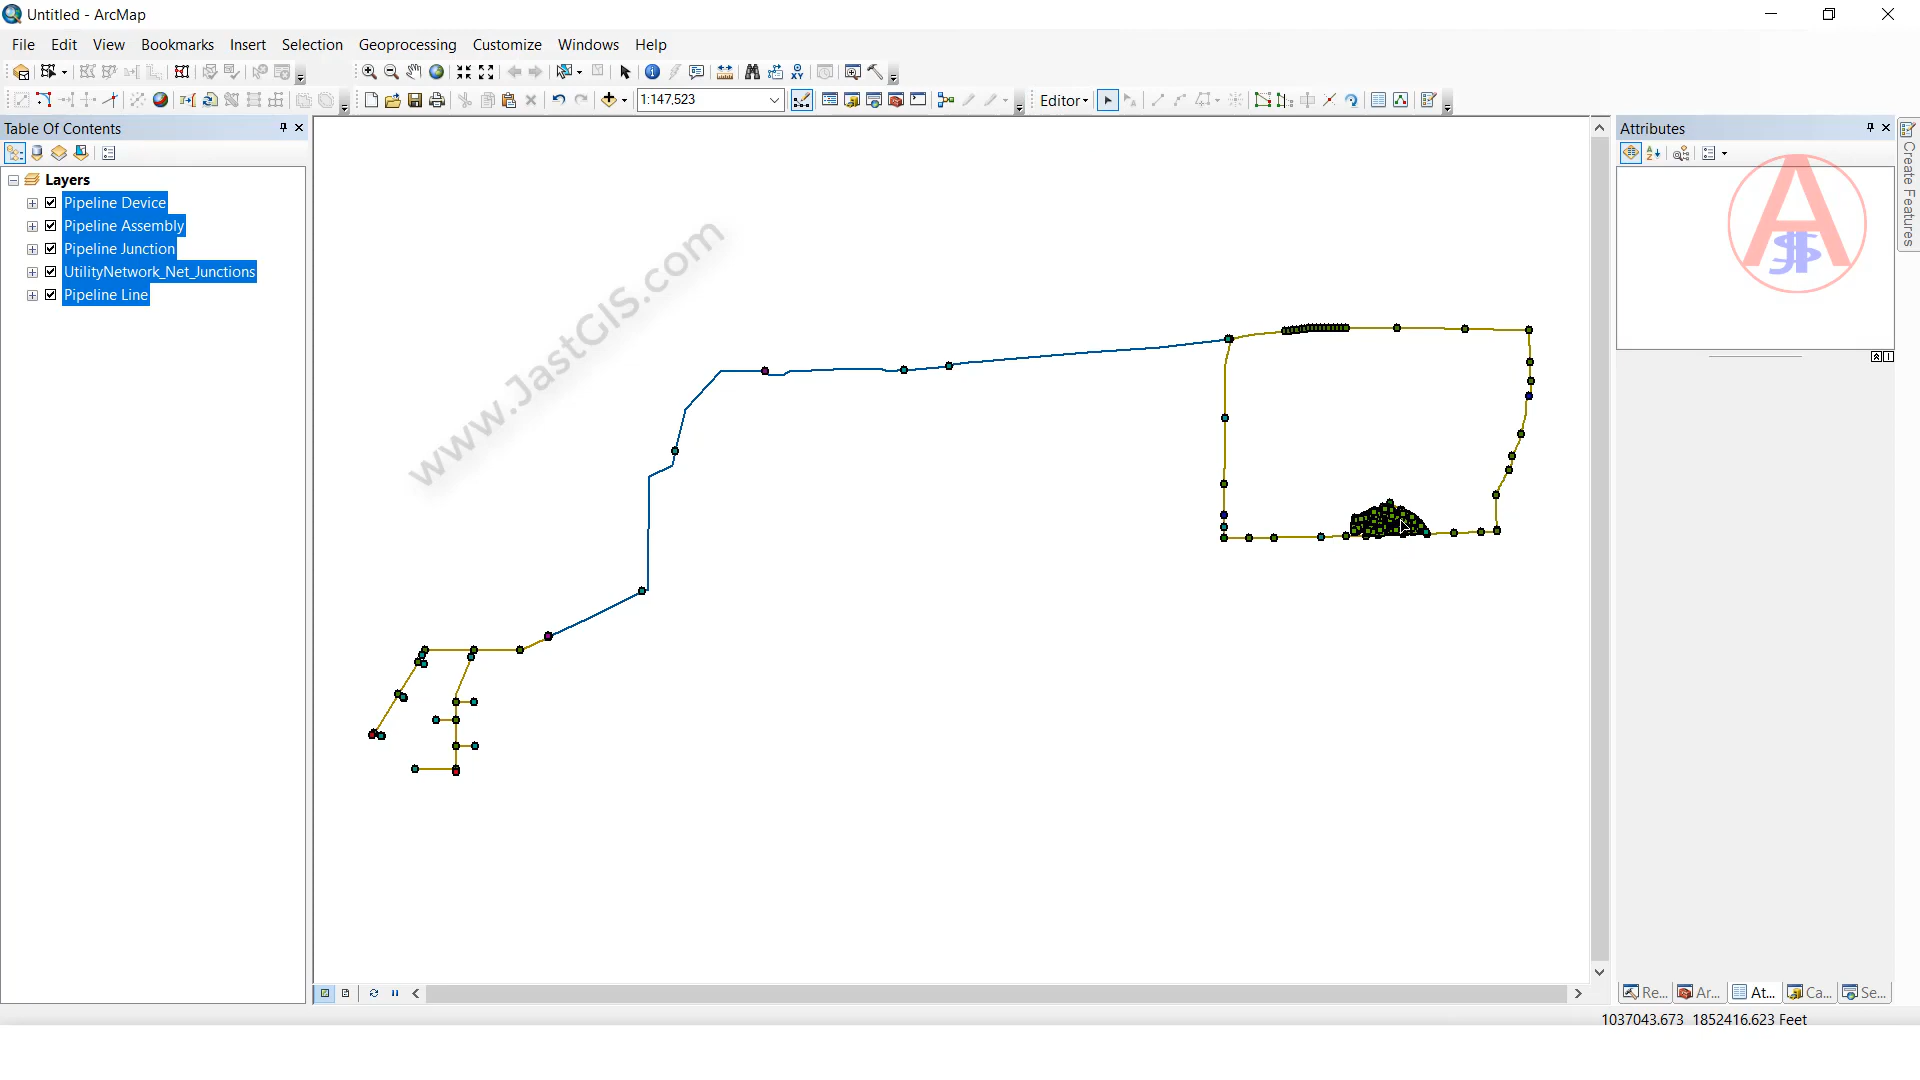 Untitled - ArcMap
File Edit View Bookmarks Insert Selection Geoprocessing Customize Windows Help
1:147,523
Editor
Table Of Contents
Attributes
Create Features
Layers
Pipeline Device
Pipeline Assembly
Pipeline Junction
UtilityNetwork_Net_Junctions
Pipeline Line
www.JastGIS.com
Re... Ar... At... Ca... Se...
1037043.673 1852416.623 Feet